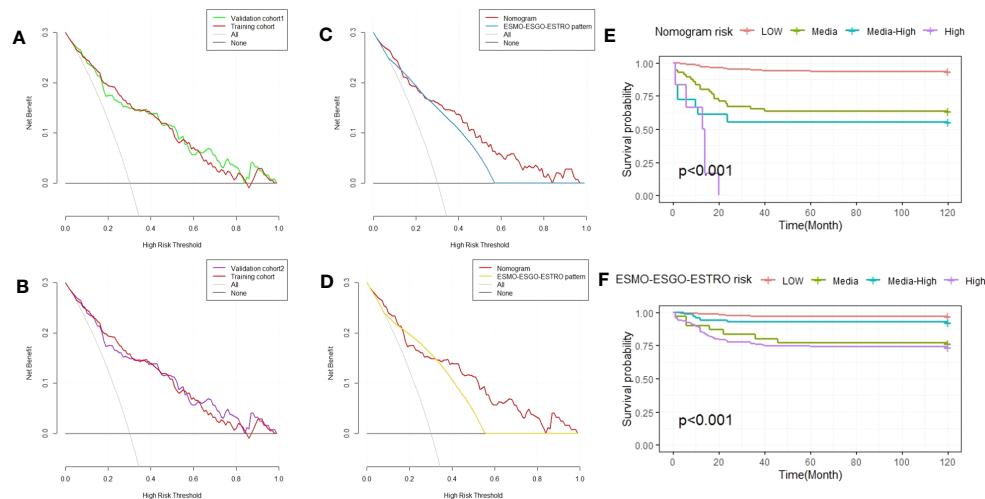 A
Validation cohort1
Training cohort
All
None
Net Benefit
0.0 0.1 0.2 0.3
0.0 0.2 0.4 0.6 0.8 1.0
High Risk Threshold
B
Validation cohort2
Training cohort
All
None
Net Benefit
0.0 0.1 0.2 0.3
0.0 0.2 0.4 0.6 0.8 1.0
High Risk Threshold
C
Nomogram
ESMO-ESGO-ESTRO pattern
All
None
Net Benefit
0.0 0.1 0.2 0.3
0.0 0.2 0.4 0.6 0.8 1.0
High Risk Threshold
D
Nomogram
ESMO-ESGO-ESTRO pattern
All
None
Net Benefit
0.0 0.1 0.2 0.3
0.0 0.2 0.4 0.6 0.8 1.0
High Risk Threshold
E
Nomogram risk LOW Media Media-High High
Survival probability
1.00
0.75
0.50
0.25
0.00
p<0.001
0 20 40 60 80 100 120
Time(Month)
F
ESMO-ESGO-ESTRO risk LOW Media Media-High High
Survival probability
1.00
0.75
0.50
0.25
0.00
p<0.001
0 20 40 60 80 100 120
Time(Month)